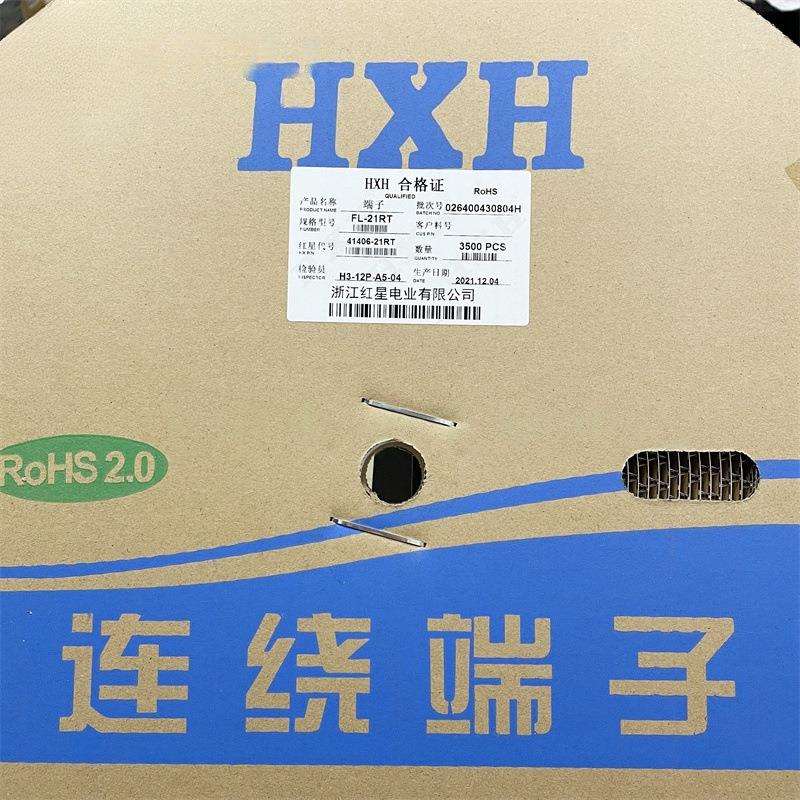 HXH
HXH 合格证 RoHS
QUALIFIED
产品名称 端子 批次号 026400430804H
PRODUCT NAME BATCH NO
规格型号 FL-21RT 客户料号
P.NUMBER CUS P/N
红星代号 41406-21RT 数量 3500 PCS
HX P/N QUANTITY
检验员 H3-12P-A5-04 生产日期 2021.12.04
INSPECTOR DATE
浙江红星电业有限公司
RoHS 2.0
连绕端子